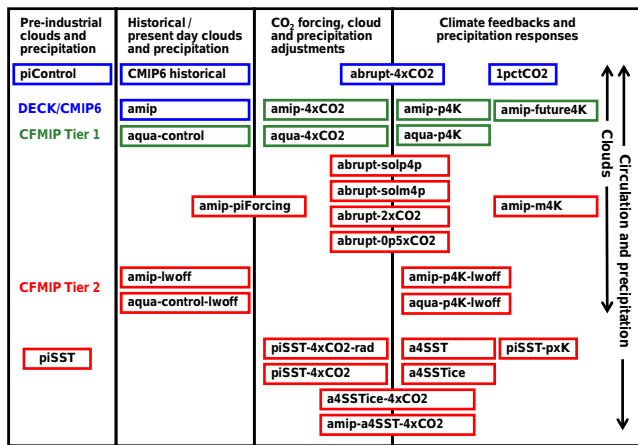 Pre-industrial
clouds and
precipitation
Historical /
present day clouds
and precipitation
CO₂ forcing, cloud
and precipitation
adjustments
Climate feedbacks and
precipitation responses
piControl
CMIP6 historical
abrupt-4xCO2
1pctCO2
DECK/CMIP6
amip
amip-4xCO2
amip-p4K
amip-future4K
CFMIP Tier 1
aqua-control
aqua-4xCO2
aqua-p4K
abrupt-solp4p
abrupt-solm4p
amip-piForcing
abrupt-2xCO2
amip-m4K
abrupt-0p5xCO2
CFMIP Tier 2
amip-lwoff
amip-p4K-lwoff
aqua-control-lwoff
aqua-p4K-lwoff
piSST
piSST-4xCO2-rad
a4SST
piSST-pxK
piSST-4xCO2
a4SSTice
a4SSTice-4xCO2
amip-a4SST-4xCO2
Clouds
Circulation and precipitation